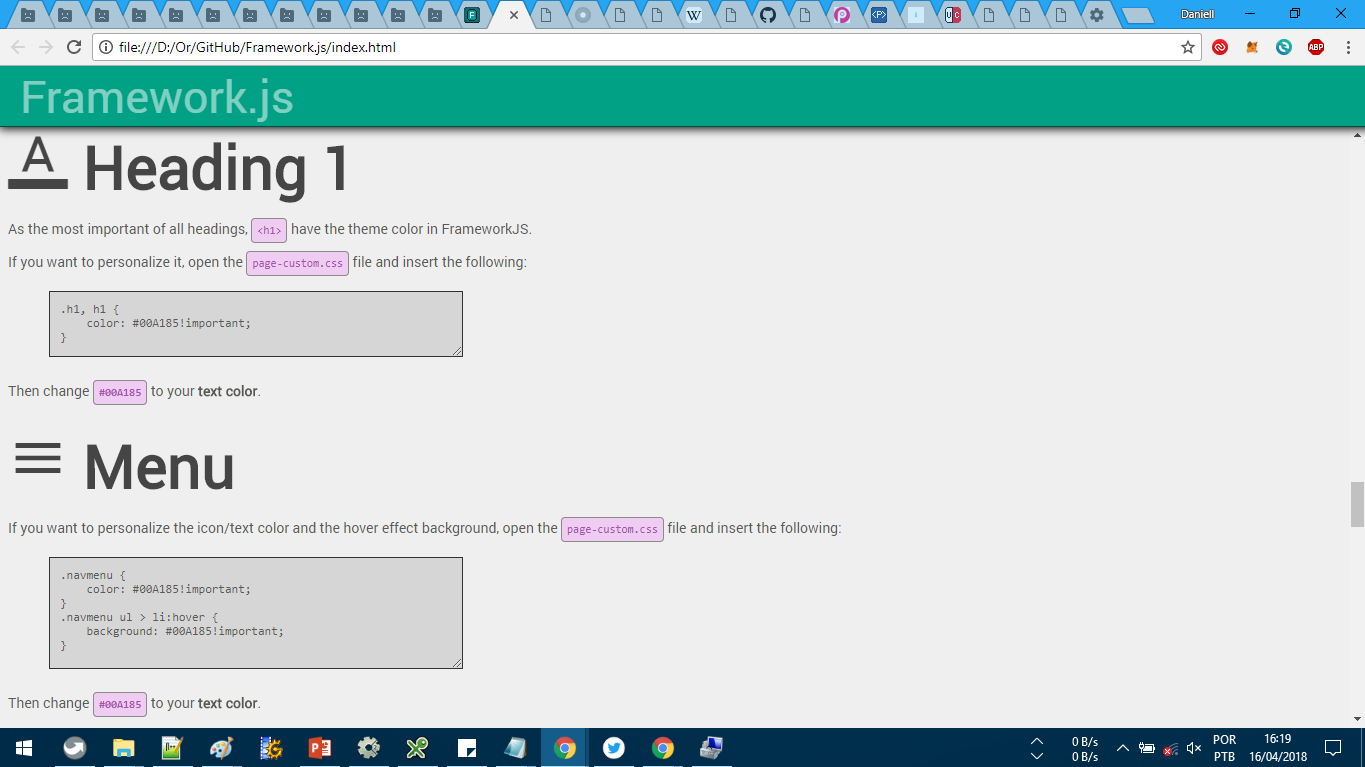 Daniell
file:///D:/Or/GitHub/Framework.js/index.html
ABP
Framework.js
A Heading 1
As the most important of all headings, <h1> have the theme color in FrameworkJS.
If you want to personalize it, open the page-custom.css file and insert the following:
.h1, h1 {
    color: #00A185!important;
}
Then change #00A185 to your text color.
Menu
If you want to personalize the icon/text color and the hover effect background, open the page-custom.css file and insert the following:
.navmenu {
    color: #00A185!important;
}
.navmenu ul > li:hover {
    background: #00A185!important;
}
Then change #00A185 to your text color.
0 B/s POR 16:19
0 B/s PTB 16/04/2018